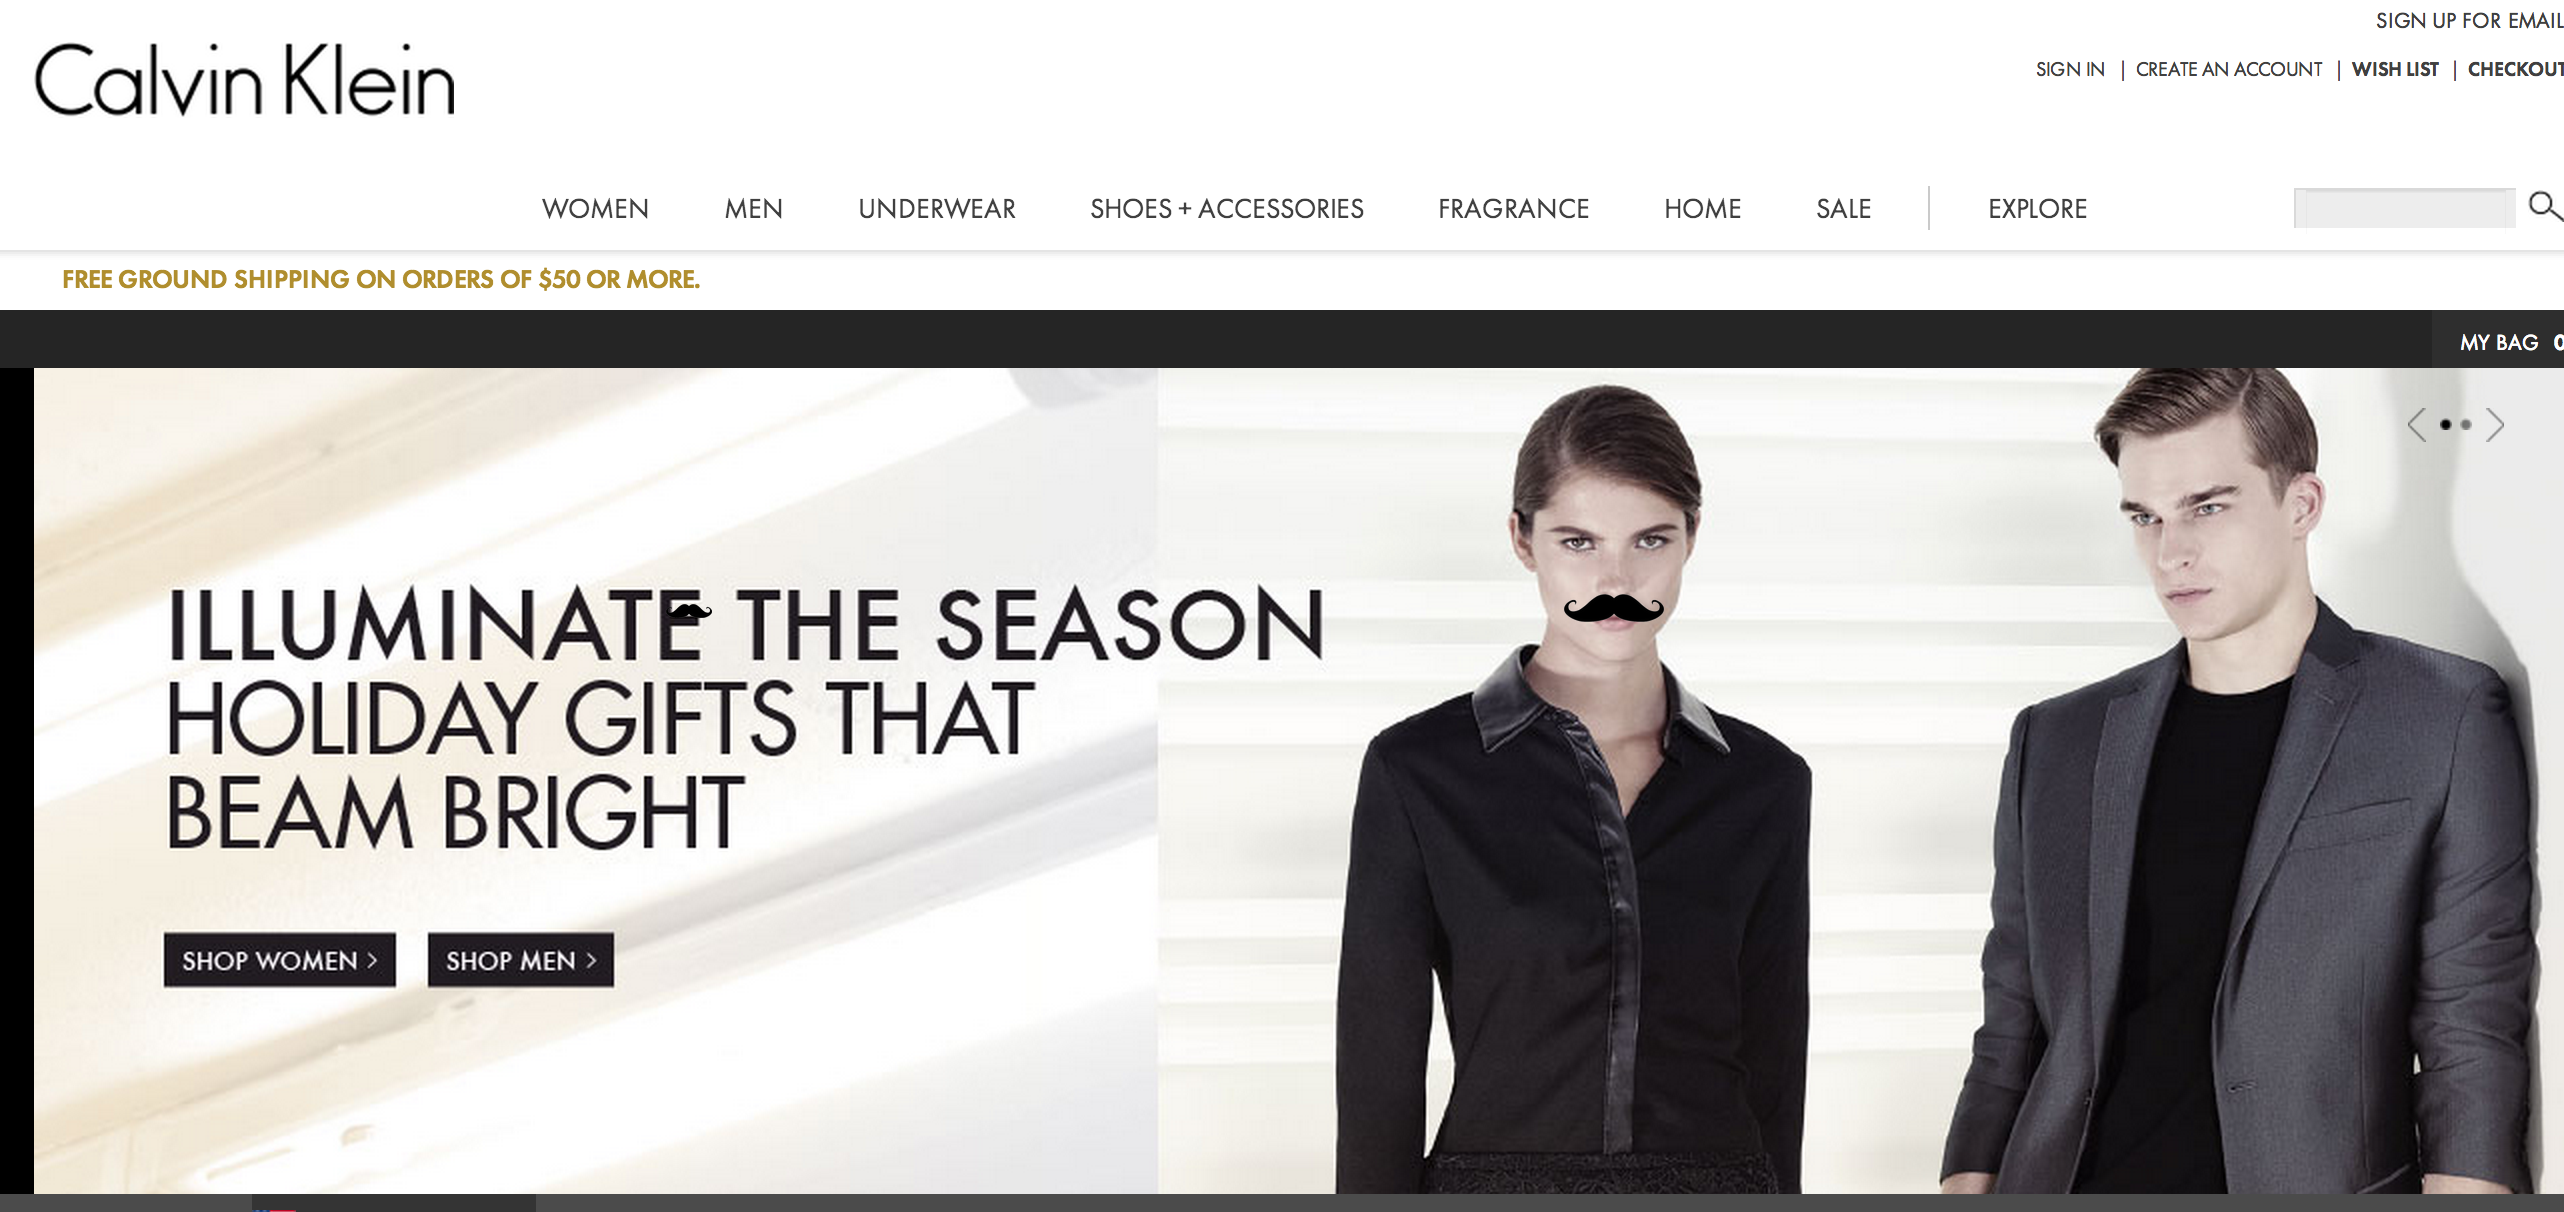 SIGN UP FOR EMAIL
Calvin Klein
SIGN IN | CREATE AN ACCOUNT | WISH LIST | CHECKOUT
WOMEN MEN UNDERWEAR SHOES + ACCESSORIES FRAGRANCE HOME SALE EXPLORE
FREE GROUND SHIPPING ON ORDERS OF $50 OR MORE.
MY BAG 0
ILLUMINATE THE SEASON
HOLIDAY GIFTS THAT
BEAM BRIGHT
SHOP WOMEN > SHOP MEN >